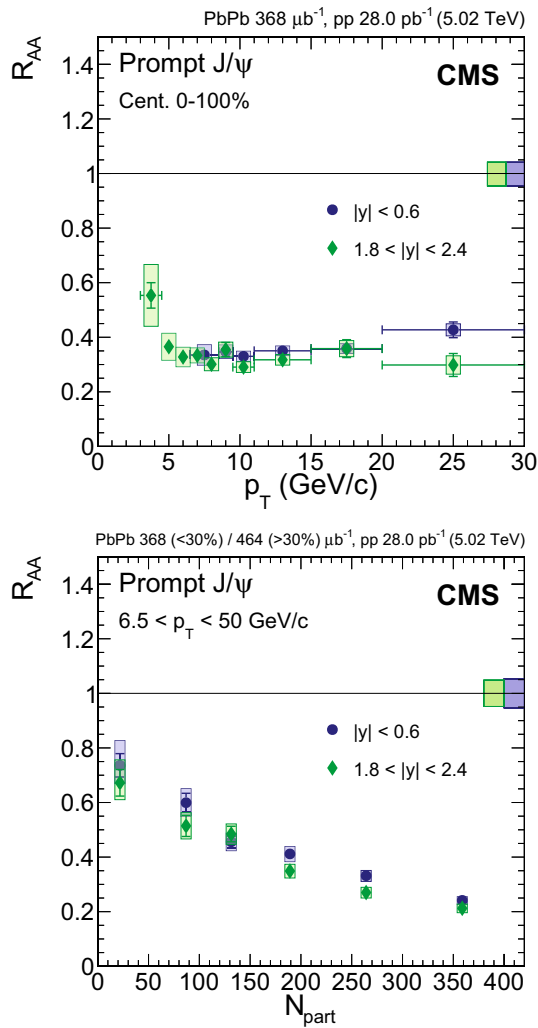 PbPb 368 μb⁻¹, pp 28.0 pb⁻¹ (5.02 TeV)
R_AA
1.4
1.2
1
0.8
0.6
0.4
0.2
0
Prompt J/ψ
CMS
Cent. 0-100%
|y| < 0.6
1.8 < |y| < 2.4
0 5 10 15 20 25 30
p_T (GeV/c)
PbPb 368 (<30%) / 464 (>30%) μb⁻¹, pp 28.0 pb⁻¹ (5.02 TeV)
R_AA
1.4
1.2
1
0.8
0.6
0.4
0.2
0
Prompt J/ψ
CMS
6.5 < p_T < 50 GeV/c
|y| < 0.6
1.8 < |y| < 2.4
0 50 100 150 200 250 300 350 400
N_part